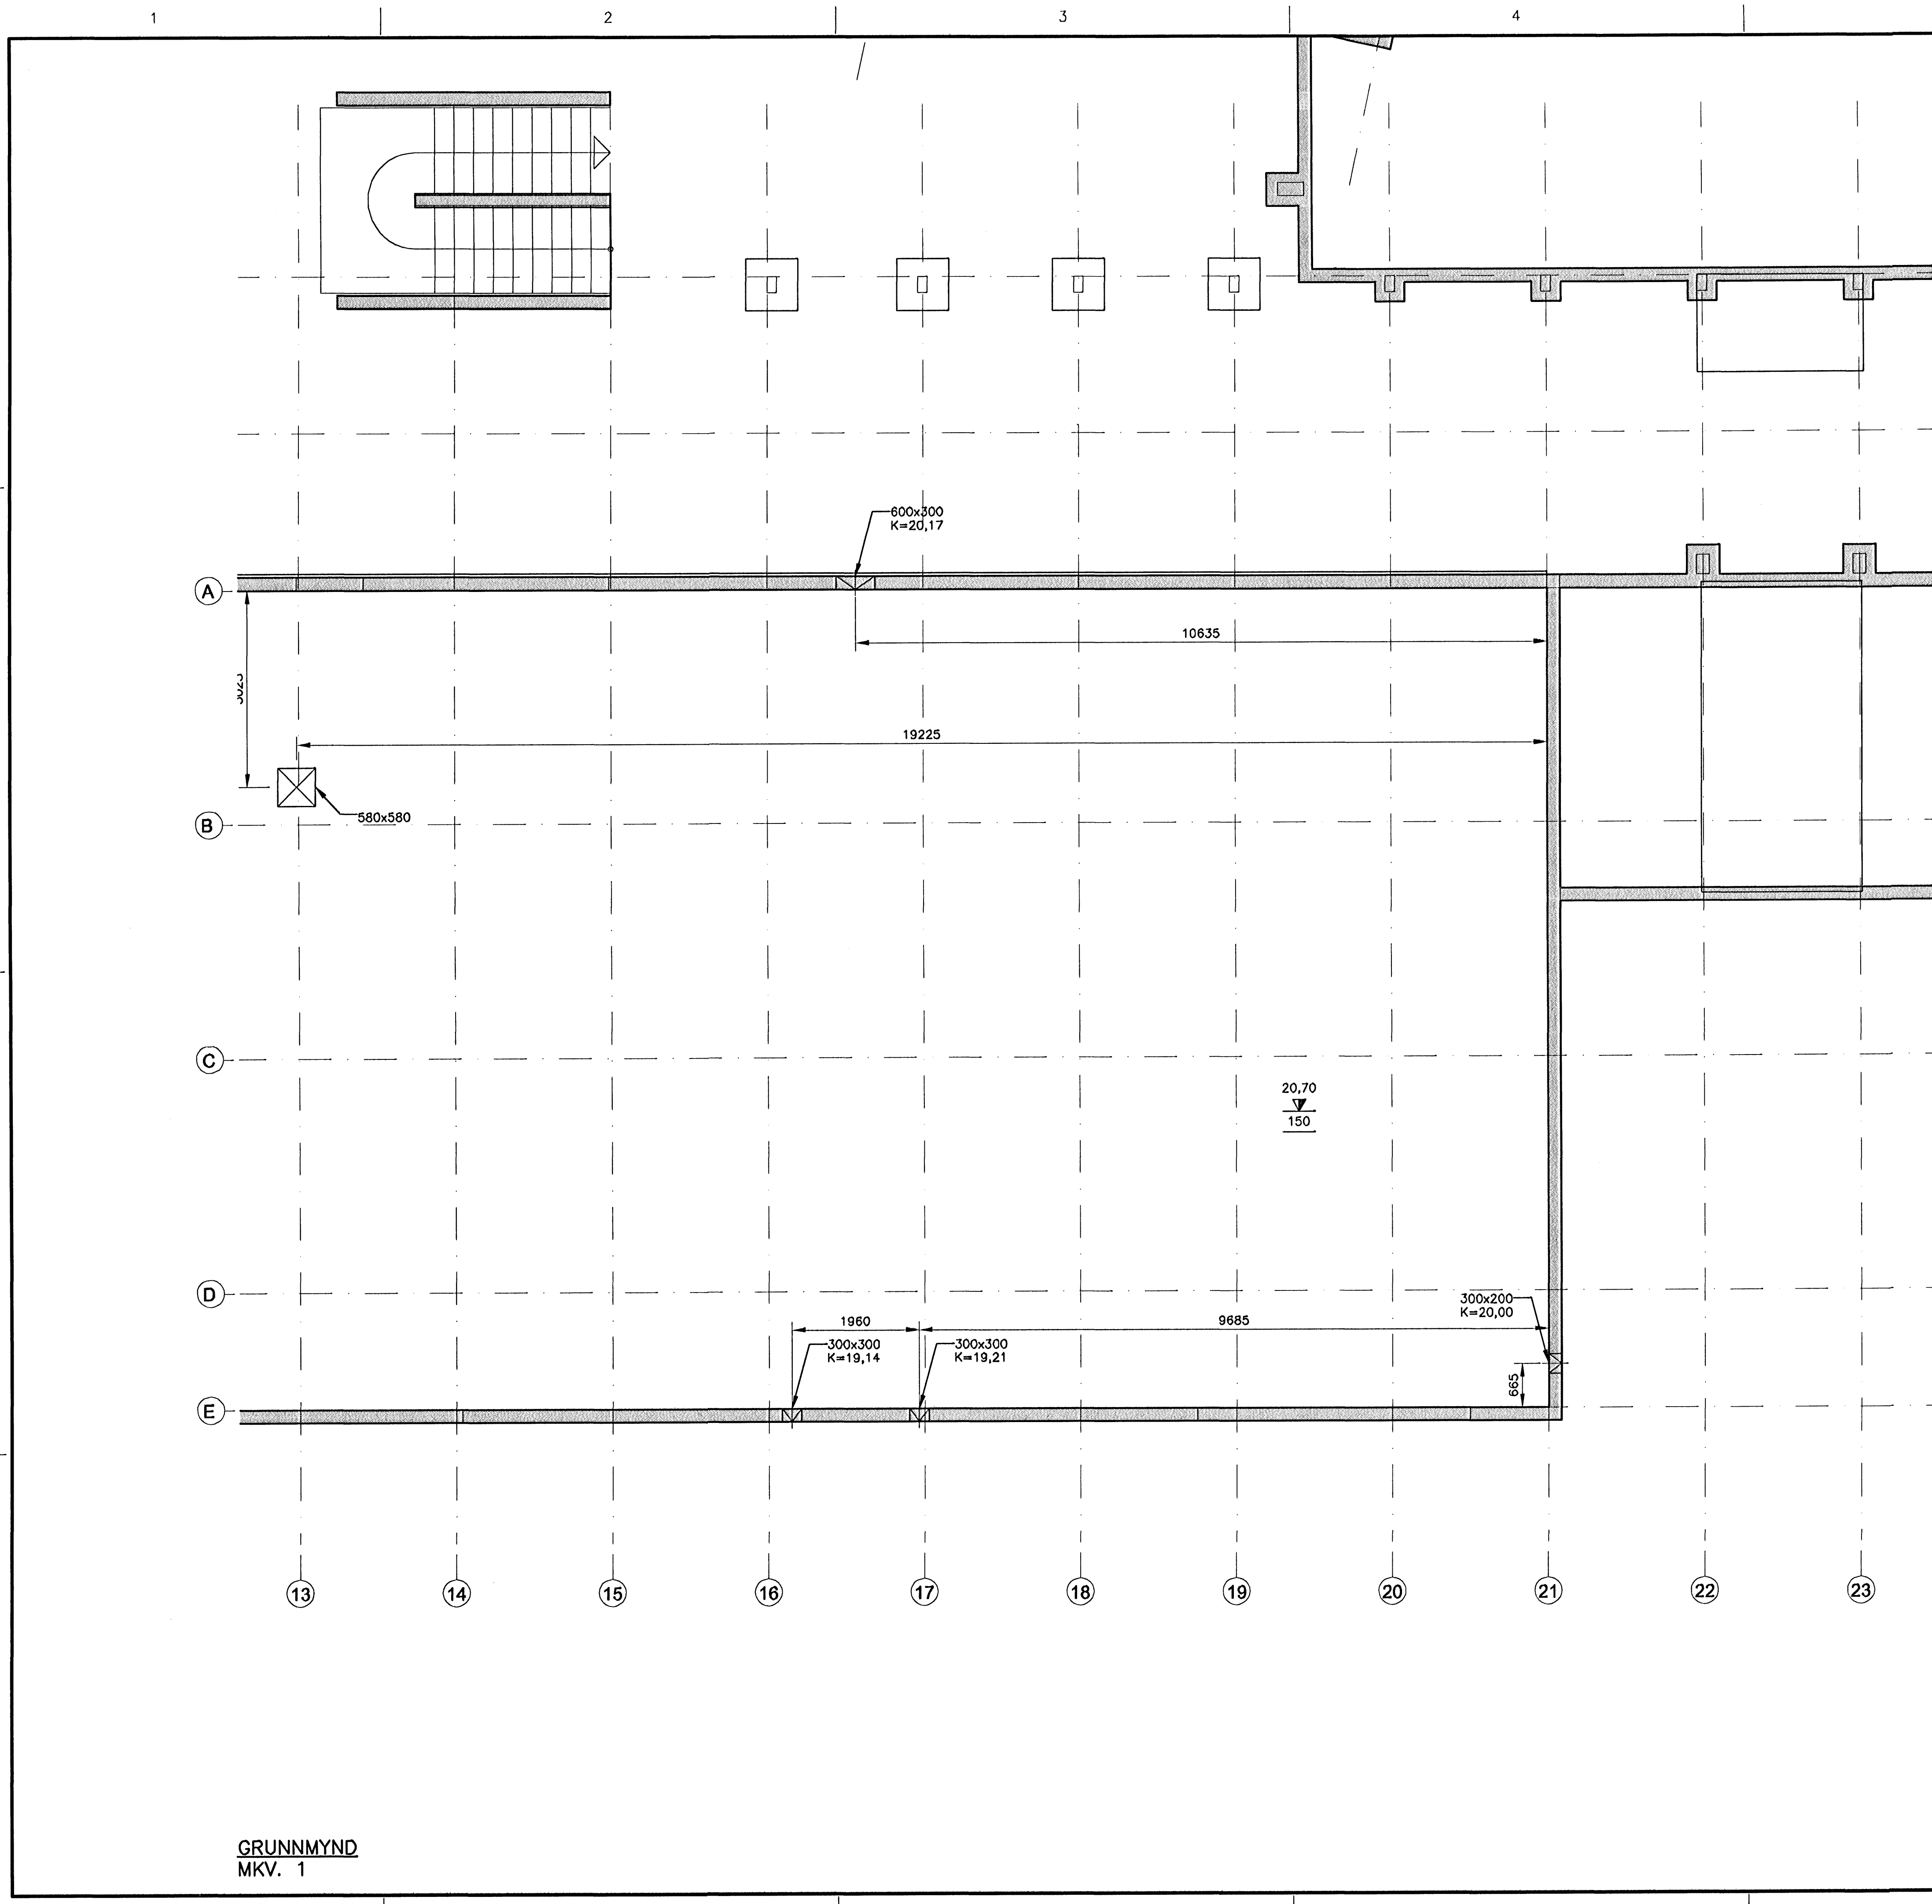 1 2 3 4
600x300
K=20,17
A
10635
19225
580x580
B
C
20,70
150
D
300x200
K=20,00
1960
9685
300x300
K=19,14
300x300
K=19,21
665
E
13 14 15 16 17 18 19 20 21 22 23
GRUNNMYND
MKV. 1